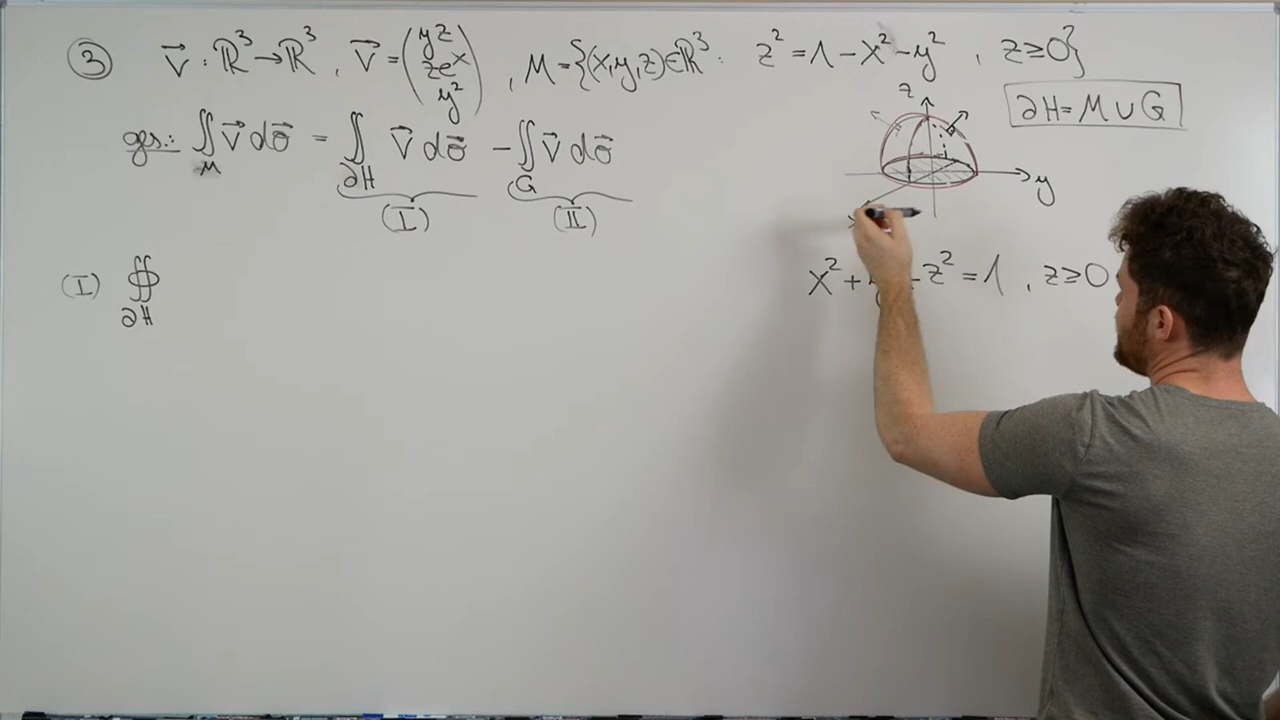 ③ v⃗ : ℝ³→ℝ³ , v⃗ = (yz, zeˣ, y²) , M = {(x,y,z)∈ℝ³ : z² = 1 − x² − y² , z ≥ 0}
∂H = M ∪ G
ges.: ∬_M v⃗ dσ⃗ = ∬_∂H v⃗ dσ⃗ − ∬_G v⃗ dσ⃗
(I) (II)
z
y
x² + z² = 1 , z ≥ 0
(I) ∯_∂H